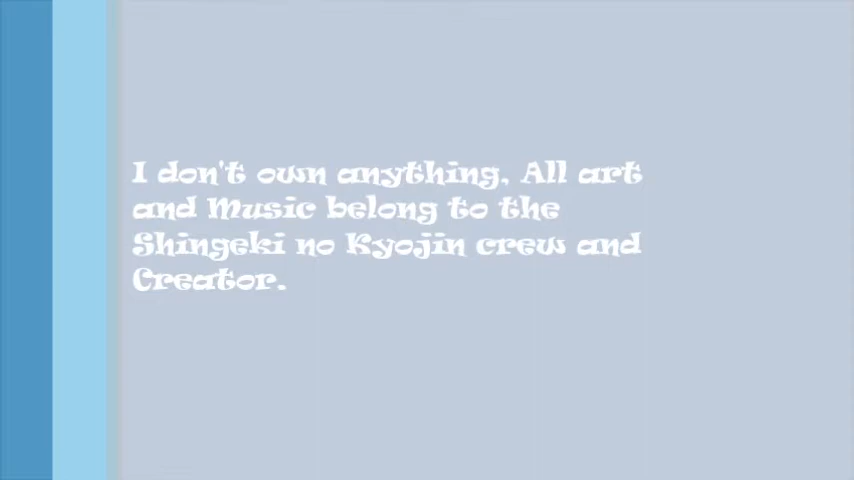 I don't own anything, All art
and Music belong to the
Shingeki no Kyojin crew and
Creator.